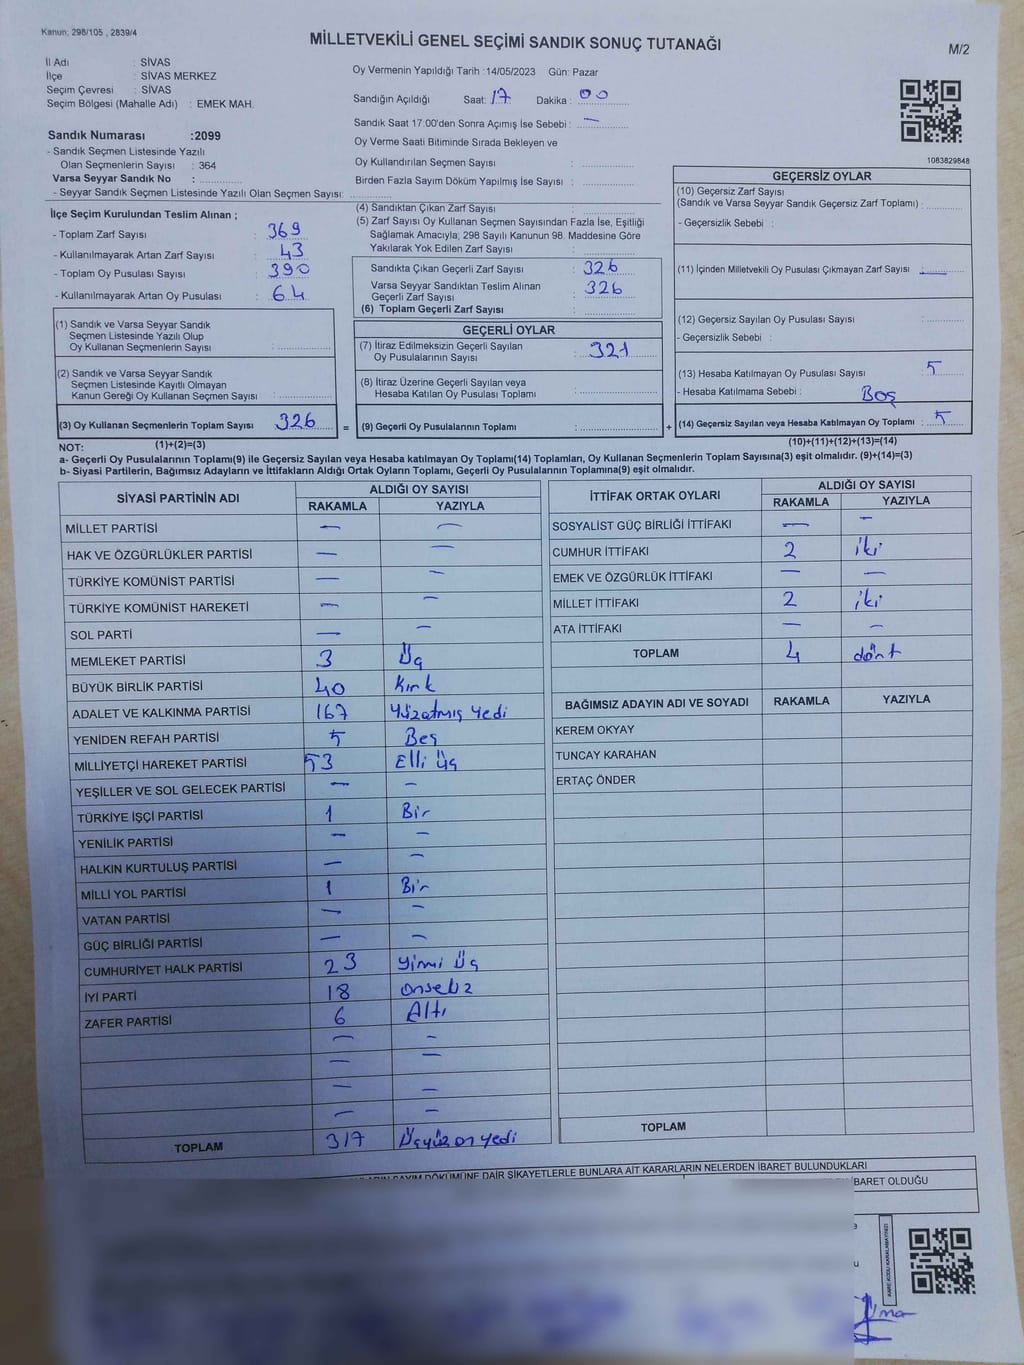 Kanun: 298/105 , 2839/4
MİLLETVEKİLİ GENEL SEÇİMİ SANDIK SONUÇ TUTANAĞI
M/2
İl Adı : SİVAS
İlçe : SİVAS MERKEZ
Seçim Çevresi : SİVAS
Seçim Bölgesi (Mahalle Adı) : EMEK MAH.
Sandık Numarası :2099
- Sandık Seçmen Listesinde Yazılı
Olan Seçmenlerin Sayısı : 364
Varsa Seyyar Sandık No :
- Seyyar Sandık Seçmen Listesinde Yazılı Olan Seçmen Sayısı:
Oy Vermenin Yapıldığı Tarih :14/05/2023 Gün: Pazar
Sandığın Açıldığı Saat: 17 Dakika : 00
Sandık Saat 17:00'den Sonra Açımış İse Sebebi : —
Oy Verme Saati Bitiminde Sırada Bekleyen ve
Oy Kullandırılan Seçmen Sayısı :
Birden Fazla Sayım Döküm Yapılmış İse Sayısı :
1083829848
İlçe Seçim Kurulundan Teslim Alınan ;
- Toplam Zarf Sayısı : 369
- Kullanılmayarak Artan Zarf Sayısı : 43
- Toplam Oy Pusulası Sayısı : 390
- Kullanılmayarak Artan Oy Pusulası : 64
(1) Sandık ve Varsa Seyyar Sandık
Seçmen Listesinde Yazılı Olup
Oy Kullanan Seçmenlerin Sayısı :
(2) Sandık ve Varsa Seyyar Sandık
Seçmen Listesinde Kayıtlı Olmayan
Kanun Gereği Oy Kullanan Seçmen Sayısı :
(3) Oy Kullanan Seçmenlerin Toplam Sayısı 326 =
(4) Sandıktan Çıkan Zarf Sayısı :
(5) Zarf Sayısı Oy Kullanan Seçmen Sayısından Fazla İse, Eşitliği
Sağlamak Amacıyla; 298 Sayılı Kanunun 98. Maddesine Göre
Yakılarak Yok Edilen Zarf Sayısı :
Sandıkta Çıkan Geçerli Zarf Sayısı : 326
Varsa Seyyar Sandıktan Teslim Alınan
Geçerli Zarf Sayısı : 326
(6) Toplam Geçerli Zarf Sayısı :
GEÇERLİ OYLAR
(7) İtiraz Edilmeksizin Geçerli Sayılan
Oy Pusulalarının Sayısı : 321
(8) İtiraz Üzerine Geçerli Sayılan veya
Hesaba Katılan Oy Pusulası Toplamı :
(9) Geçerli Oy Pusulalarının Toplamı : +
GEÇERSİZ OYLAR
(10) Geçersiz Zarf Sayısı
(Sandık ve Varsa Seyyar Sandık Geçersiz Zarf Toplamı) :
- Geçersizlik Sebebi :
(11) İçinden Milletvekili Oy Pusulası Çıkmayan Zarf Sayısı : —
(12) Geçersiz Sayılan Oy Pusulası Sayısı :
- Geçersizlik Sebebi :
(13) Hesaba Katılmayan Oy Pusulası Sayısı : 5
- Hesaba Katılmama Sebebi : Boş
(14) Geçersiz Sayılan veya Hesaba Katılmayan Oy Toplamı : 5
NOT: (1)+(2)=(3) (10)+(11)+(12)+(13)=(14)
a- Geçerli Oy Pusulalarının Toplamı(9) ile Geçersiz Sayılan veya Hesaba katılmayan Oy Toplamı(14) Toplamları, Oy Kullanan Seçmenlerin Toplam Sayısına(3) eşit olmalıdır. (9)+(14)=(3)
b- Siyasi Partilerin, Bağımsız Adayların ve İttifakların Aldığı Ortak Oyların Toplamı, Geçerli Oy Pusulalarının Toplamına(9) eşit olmalıdır.
SİYASİ PARTİNİN ADI ALDIĞI OY SAYISI
RAKAMLA YAZIYLA
MİLLET PARTİSİ — —
HAK VE ÖZGÜRLÜKLER PARTİSİ — —
TÜRKİYE KOMÜNİST PARTİSİ — —
TÜRKİYE KOMÜNİST HAREKETİ — —
SOL PARTİ — —
MEMLEKET PARTİSİ 3 Üç
BÜYÜK BİRLİK PARTİSİ 40 Kırk
ADALET VE KALKINMA PARTİSİ 167 Yüzatmış yedi
YENİDEN REFAH PARTİSİ 5 Beş
MİLLİYETÇİ HAREKET PARTİSİ 53 Elli üç
YEŞİLLER VE SOL GELECEK PARTİSİ — —
TÜRKİYE İŞÇİ PARTİSİ 1 Bir
YENİLİK PARTİSİ — —
HALKIN KURTULUŞ PARTİSİ — —
MİLLİ YOL PARTİSİ 1 Bir
VATAN PARTİSİ — —
GÜÇ BİRLİĞİ PARTİSİ — —
CUMHURİYET HALK PARTİSİ 23 yirmi üç
İYİ PARTİ 18 onsekiz
ZAFER PARTİSİ 6 Altı
— —
— —
— —
— —
TOPLAM 317 Üçyüz on yedi
İTTİFAK ORTAK OYLARI ALDIĞI OY SAYISI
RAKAMLA YAZIYLA
SOSYALİST GÜÇ BİRLİĞİ İTTİFAKI — —
CUMHUR İTTİFAKI 2 iki
EMEK VE ÖZGÜRLÜK İTTİFAKI — —
MİLLET İTTİFAKI 2 iki
ATA İTTİFAKI — —
TOPLAM 4 dört
BAĞIMSIZ ADAYIN ADI VE SOYADI RAKAMLA YAZIYLA
KEREM OKYAY
TUNCAY KARAHAN
ERTAÇ ÖNDER
TOPLAM
SAYIM DÖKÜMÜNE DAİR ŞİKAYETLERLE BUNLARA AİT KARARLARIN NELERDEN İBARET BULUNDUKLARI
İBARET OLDUĞU
KARE KODU KARALAMAYINIZ!